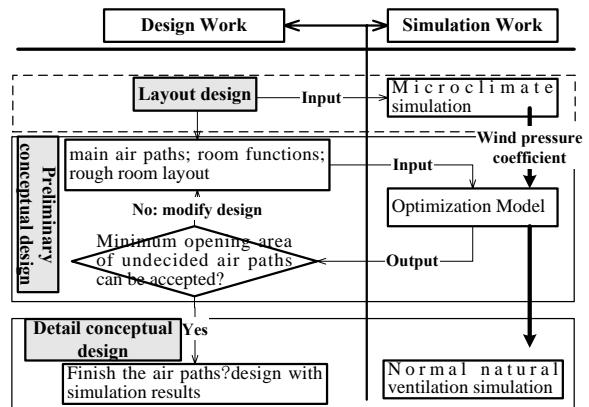 Design Work
Simulation Work
Layout design
Input
Microclimate
simulation
Wind pressure
coefficient
Preliminary
conceptual design
main air paths; room functions;
rough room layout
Input
No: modify design
Optimization Model
Minimum opening area
of undecided air paths
can be accepted?
Output
Yes
Detail conceptual
design
Finish the air paths?design with
simulation results
Normal natural
ventilation simulation